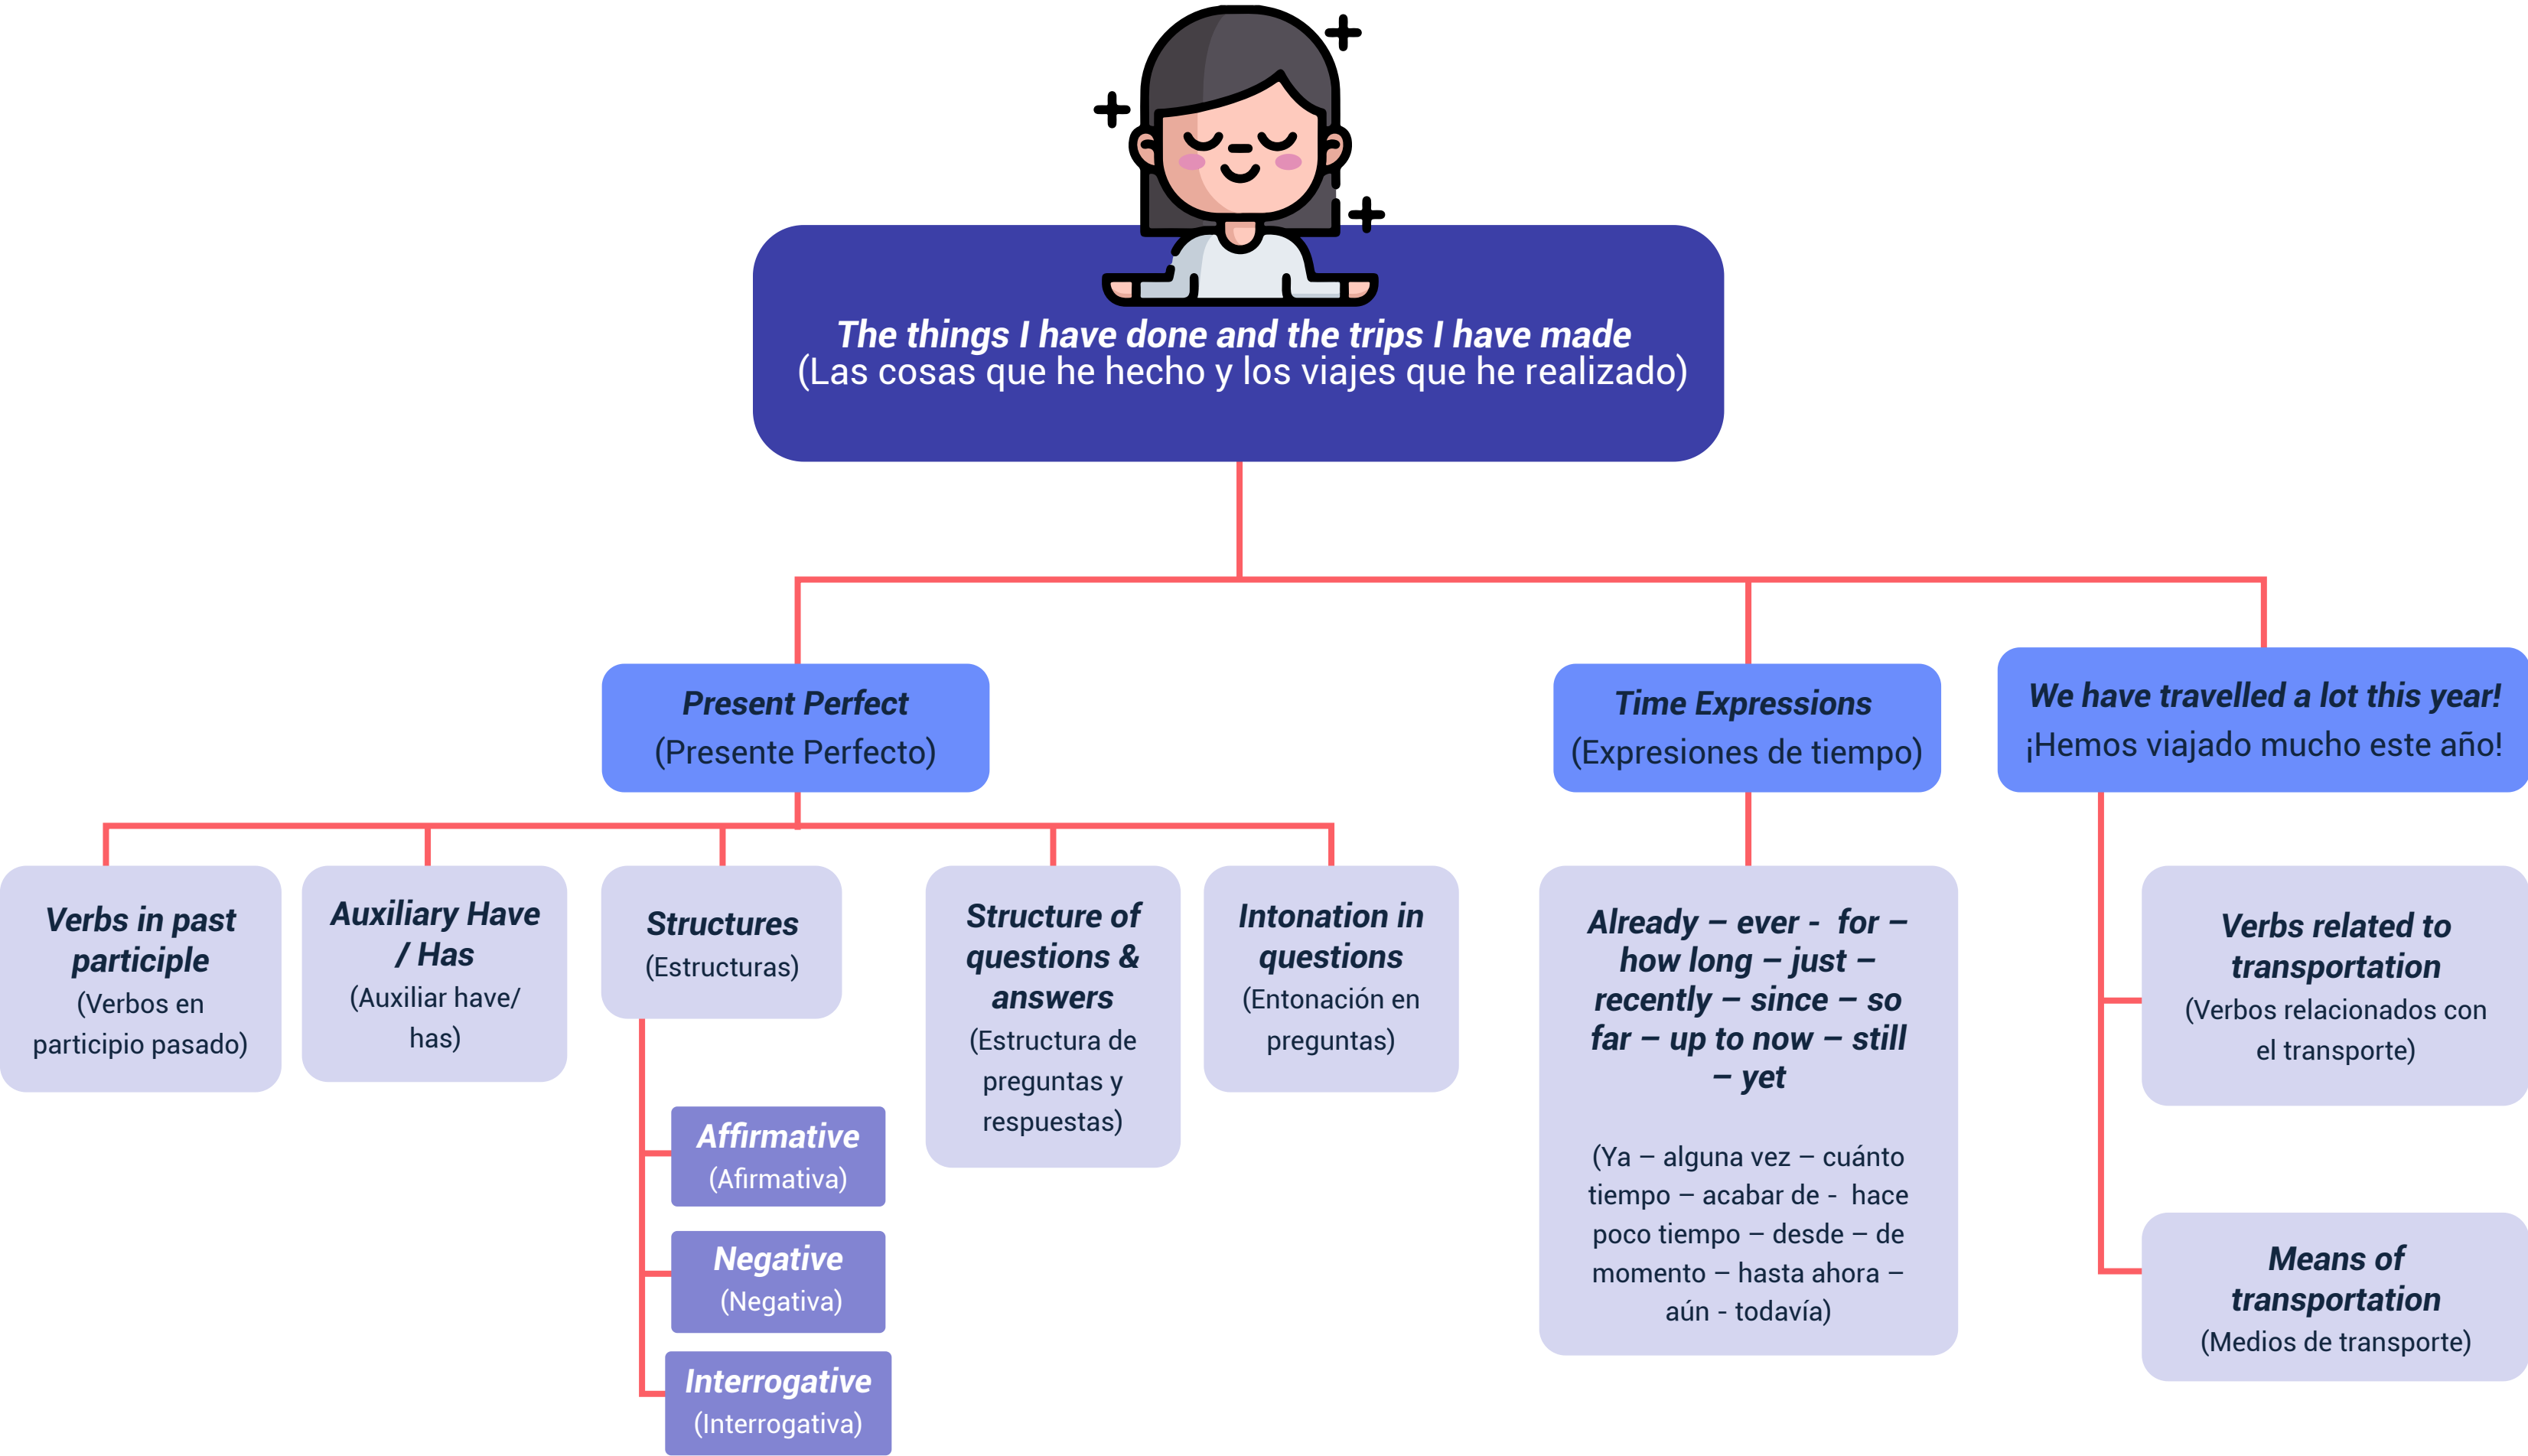 The things I have done and the trips I have made
(Las cosas que he hecho y los viajes que he realizado)
Present Perfect
(Presente Perfecto)
Time Expressions
(Expresiones de tiempo)
We have travelled a lot this year!
¡Hemos viajado mucho este año!
Verbs in past
participle
(Verbos en
participio pasado)
Auxiliary Have
/ Has
(Auxiliar have/
has)
Structures
(Estructuras)
Affirmative
(Afirmativa)
Negative
(Negativa)
Interrogative
(Interrogativa)
Structure of
questions &
answers
(Estructura de
preguntas y
respuestas)
Intonation in
questions
(Entonación en
preguntas)
Already – ever - for –
how long – just –
recently – since – so
far – up to now – still
– yet
(Ya – alguna vez – cuánto
tiempo – acabar de - hace
poco tiempo – desde – de
momento – hasta ahora –
aún - todavía)
Verbs related to
transportation
(Verbos relacionados con
el transporte)
Means of
transportation
(Medios de transporte)